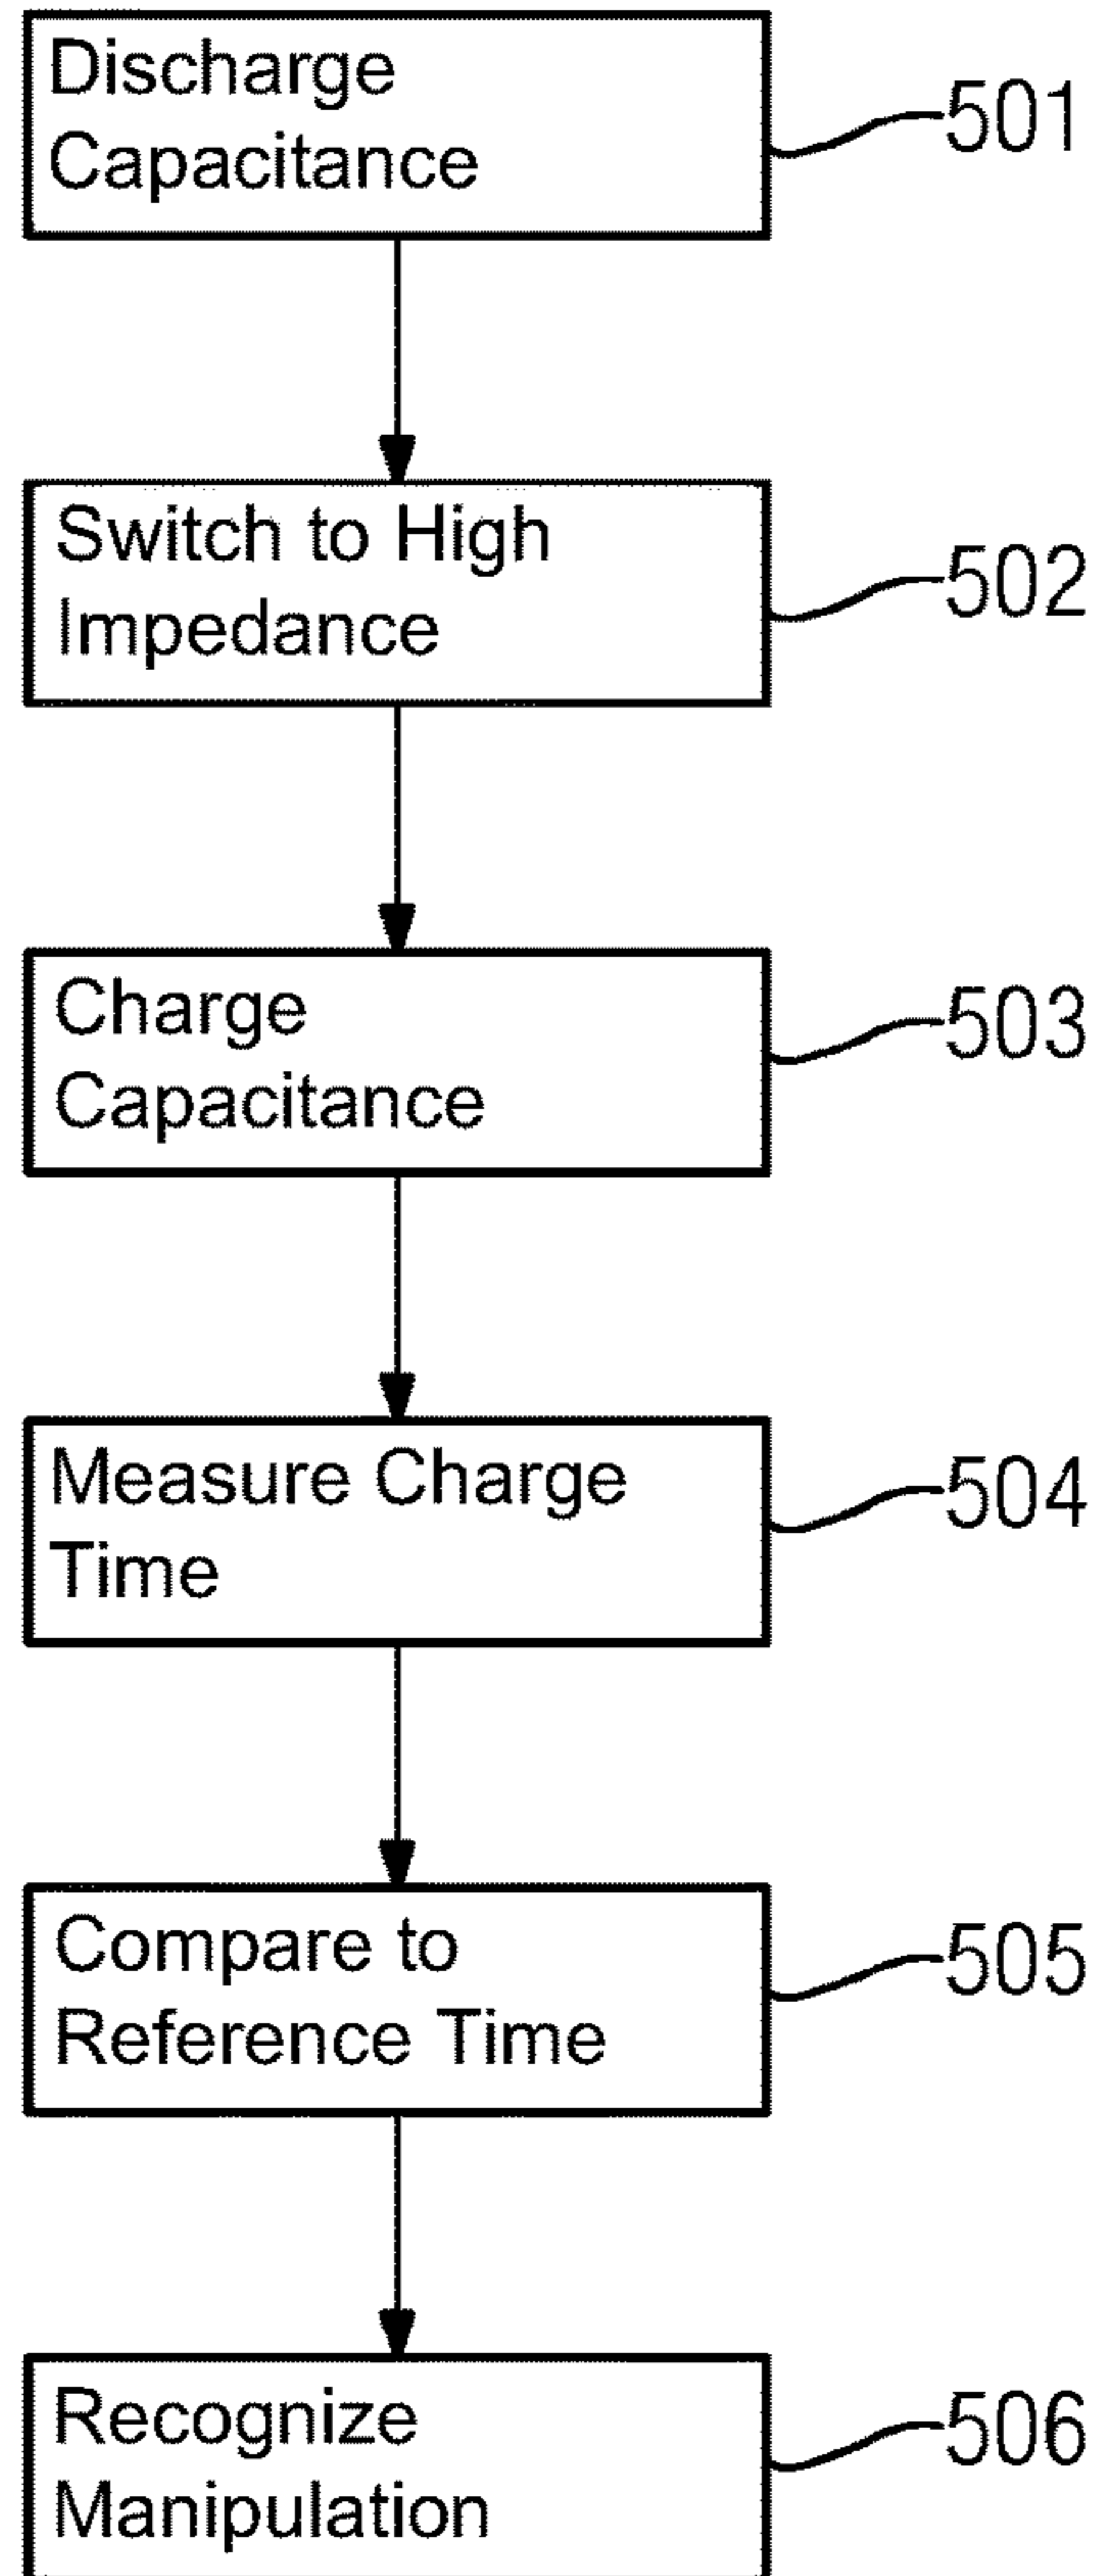 Discharge
Capacitance
501
Switch to High
Impedance
502
Charge
Capacitance
503
Measure Charge
Time
504
Compare to
Reference Time
505
Recognize
Manipulation
506